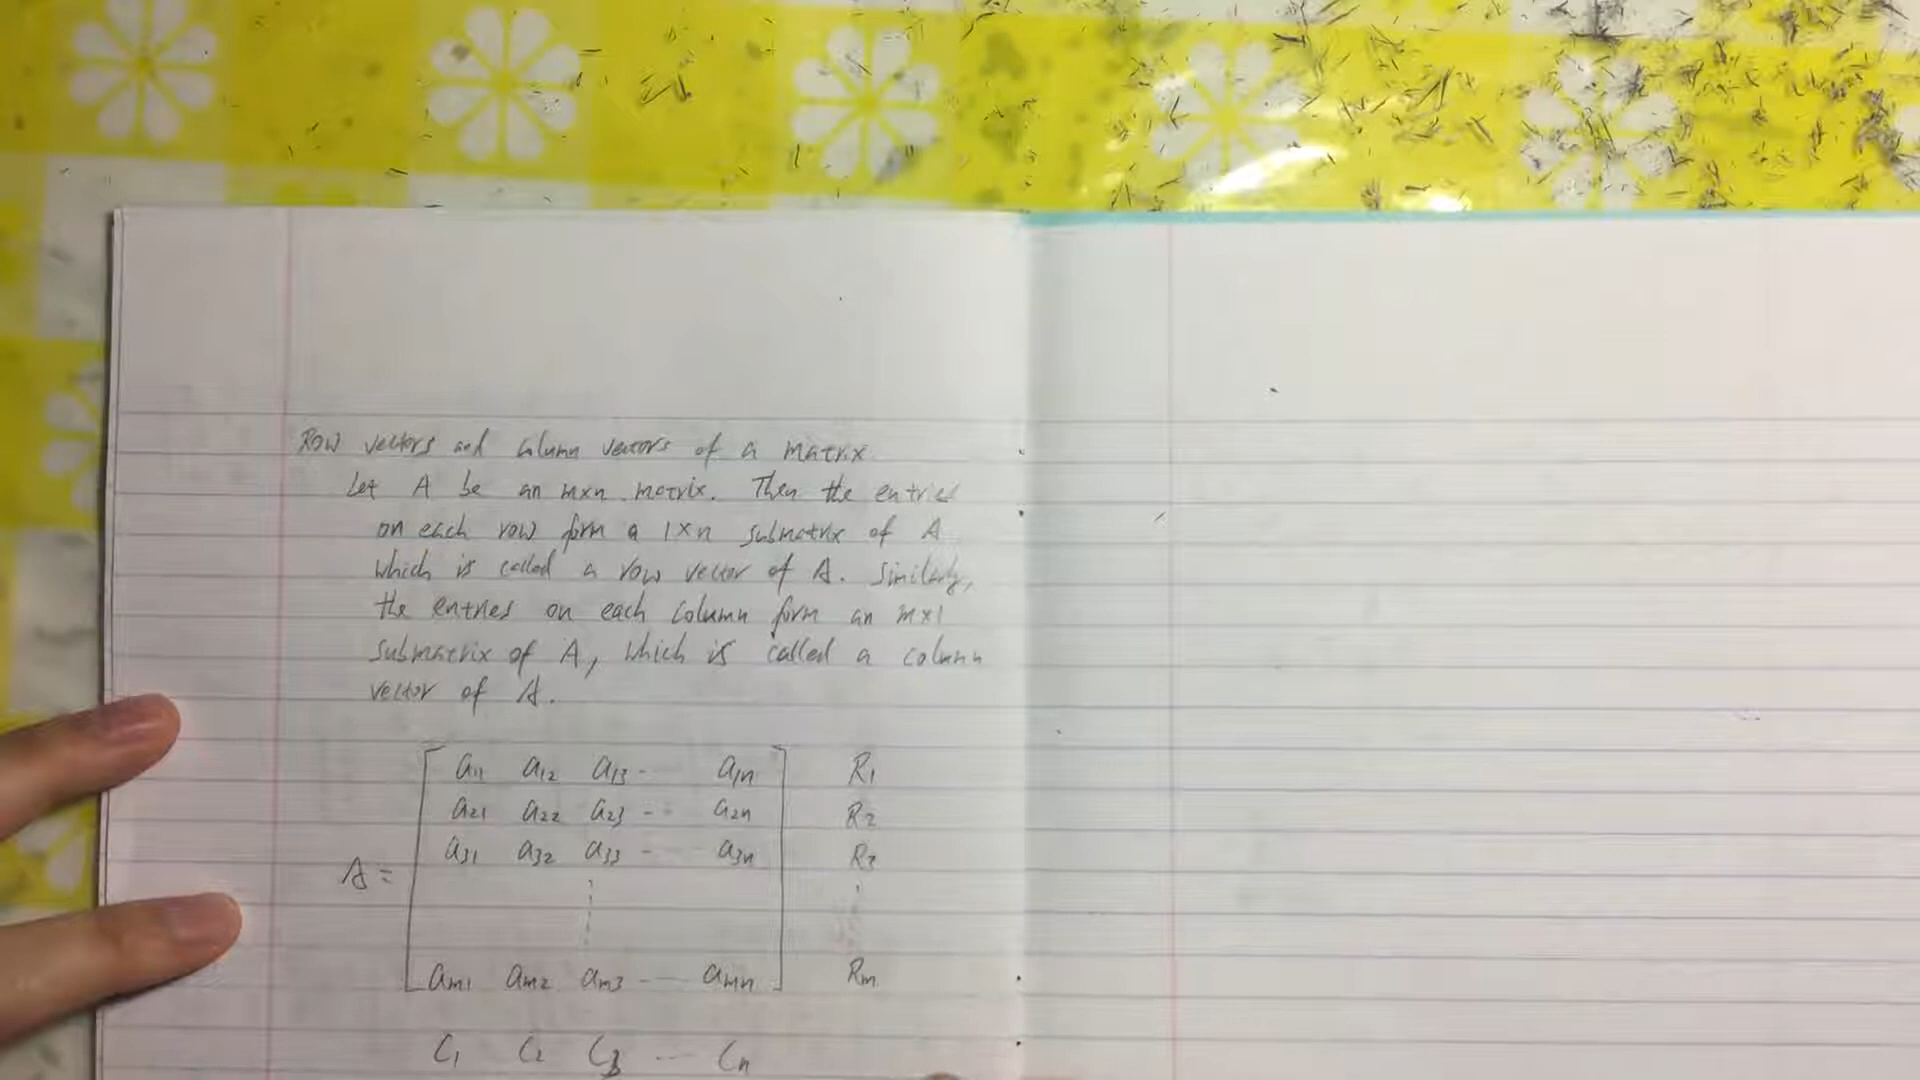 Row vectors and column vectors of a matrix
Let A be an m×n matrix. Then the entries
on each row form a 1×n submatrix of A
which is called a row vector of A. Similarly,
the entries on each column form an m×1
submatrix of A, which is called a column
vector of A.
a11 a12 a13 -- a1n R1
a21 a22 a23 -- a2n R2
a31 a32 a33 -- a3n R3
A =
am1 am2 am3 ---- amn Rm
C1 C2 C3 ---- Cn